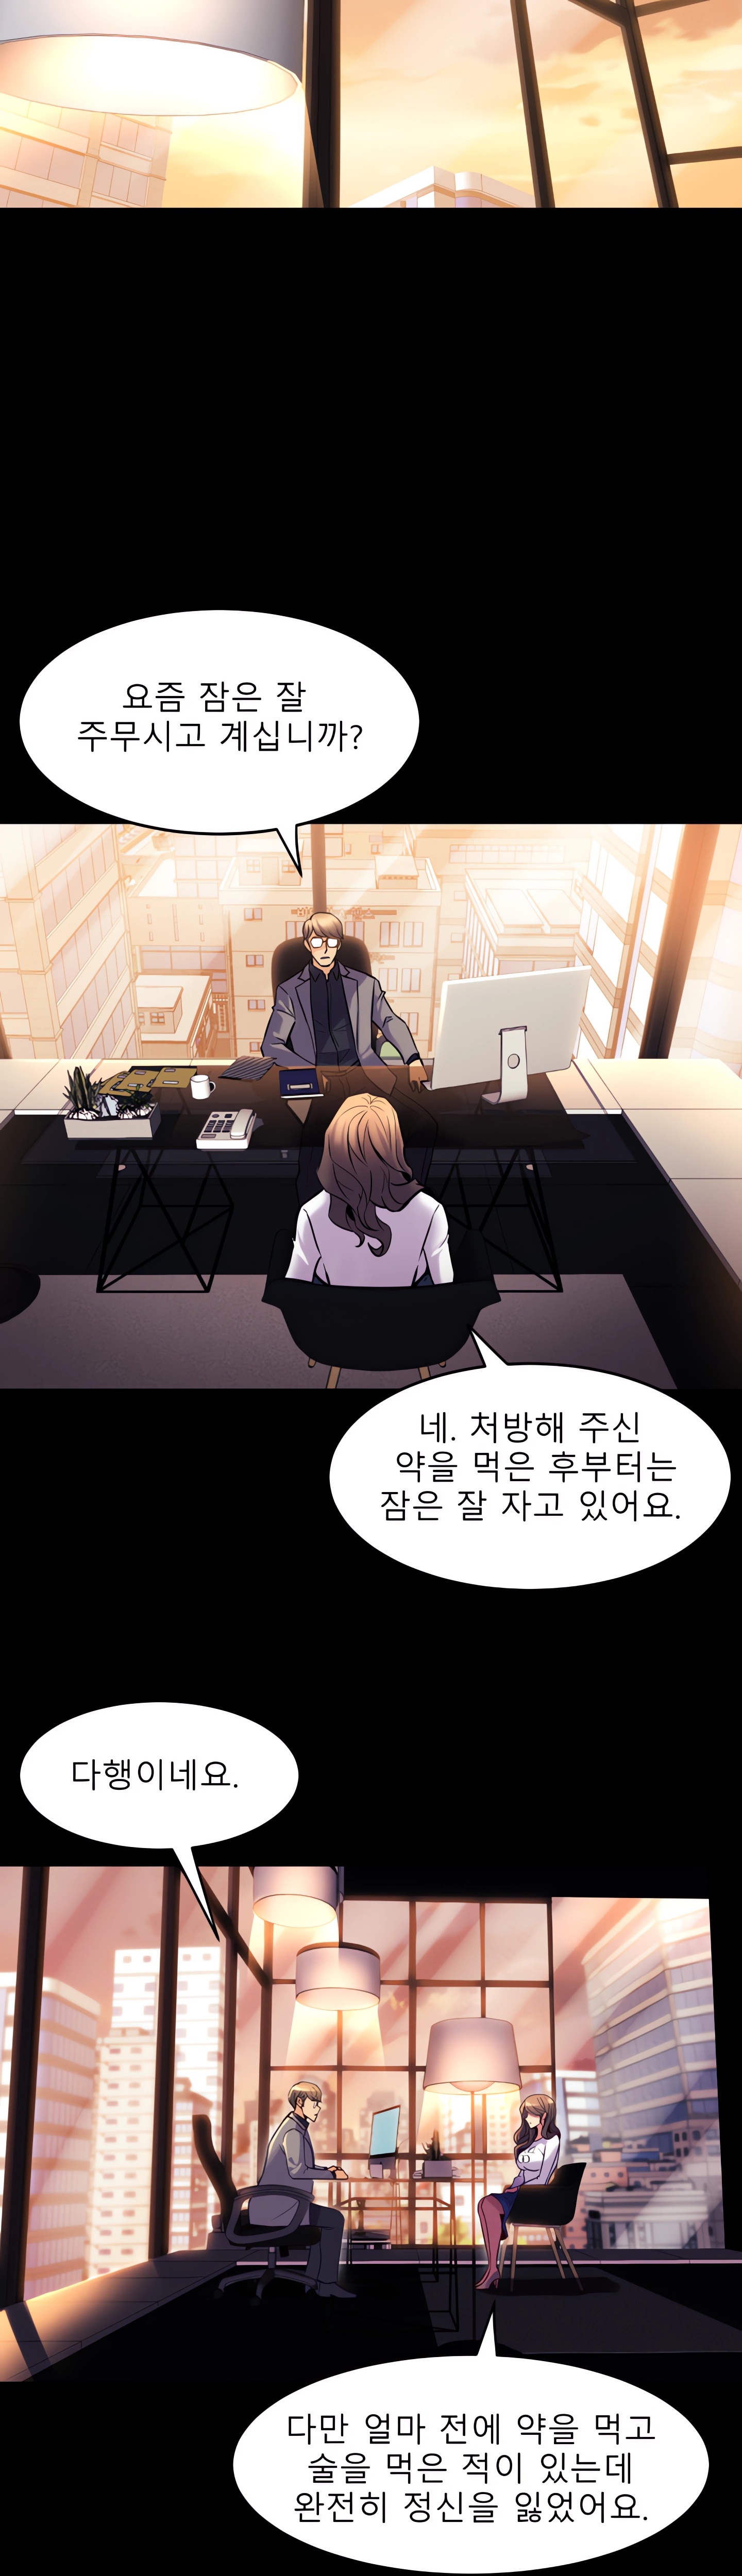 요즘 잠은 잘
주무시고 계십니까?
네. 처방해 주신
약을 먹은 후부터는
잠은 잘 자고 있어요.
다행이네요.
다만 얼마 전에 약을 먹고
술을 먹은 적이 있는데
완전히 정신을 잃었어요.